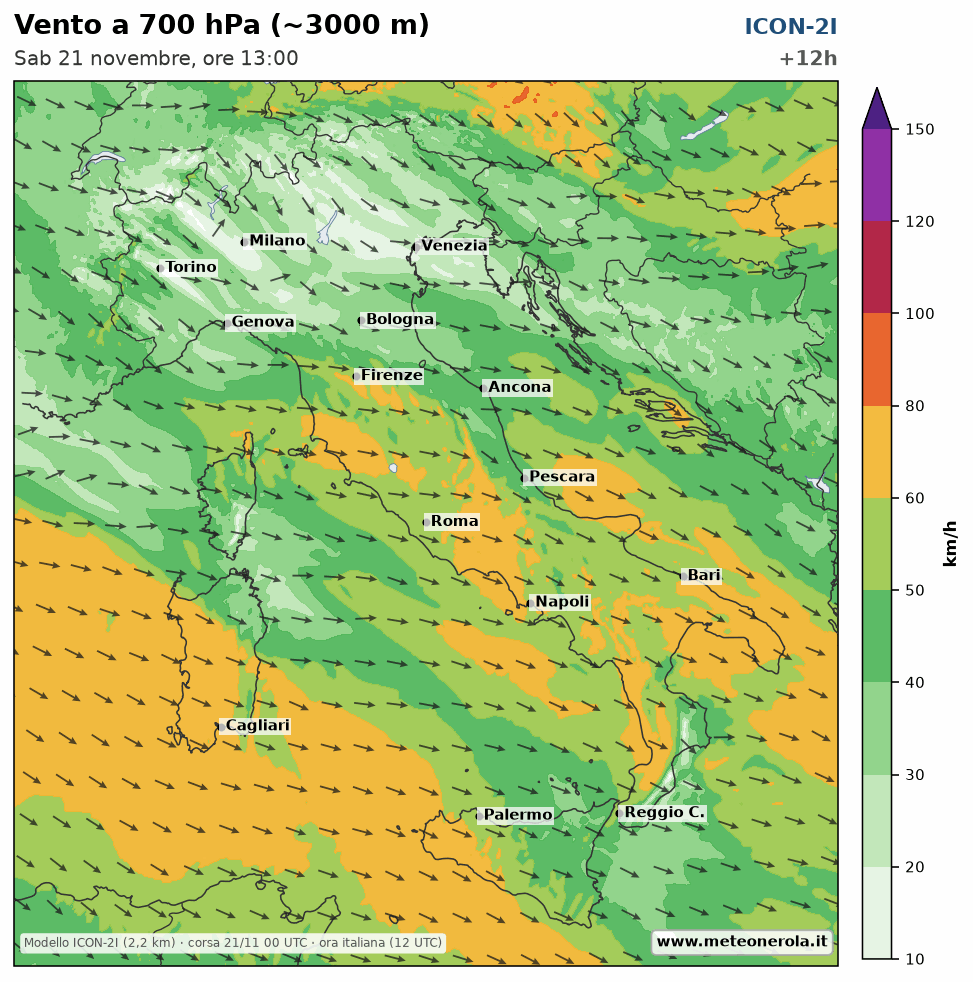 Vento a 700 hPa (~3000 m)
ICON-2I
Sab 21 novembre, ore 13:00
+12h
Milano
Venezia
Torino
Genova
Bologna
Firenze
Ancona
Pescara
Roma
Bari
Napoli
Cagliari
Palermo
Reggio C.
150
120
100
80
60
50
40
30
20
10
km/h
Modello ICON-2I (2,2 km) · corsa 21/11 00 UTC · ora italiana (12 UTC)
www.meteonerola.it